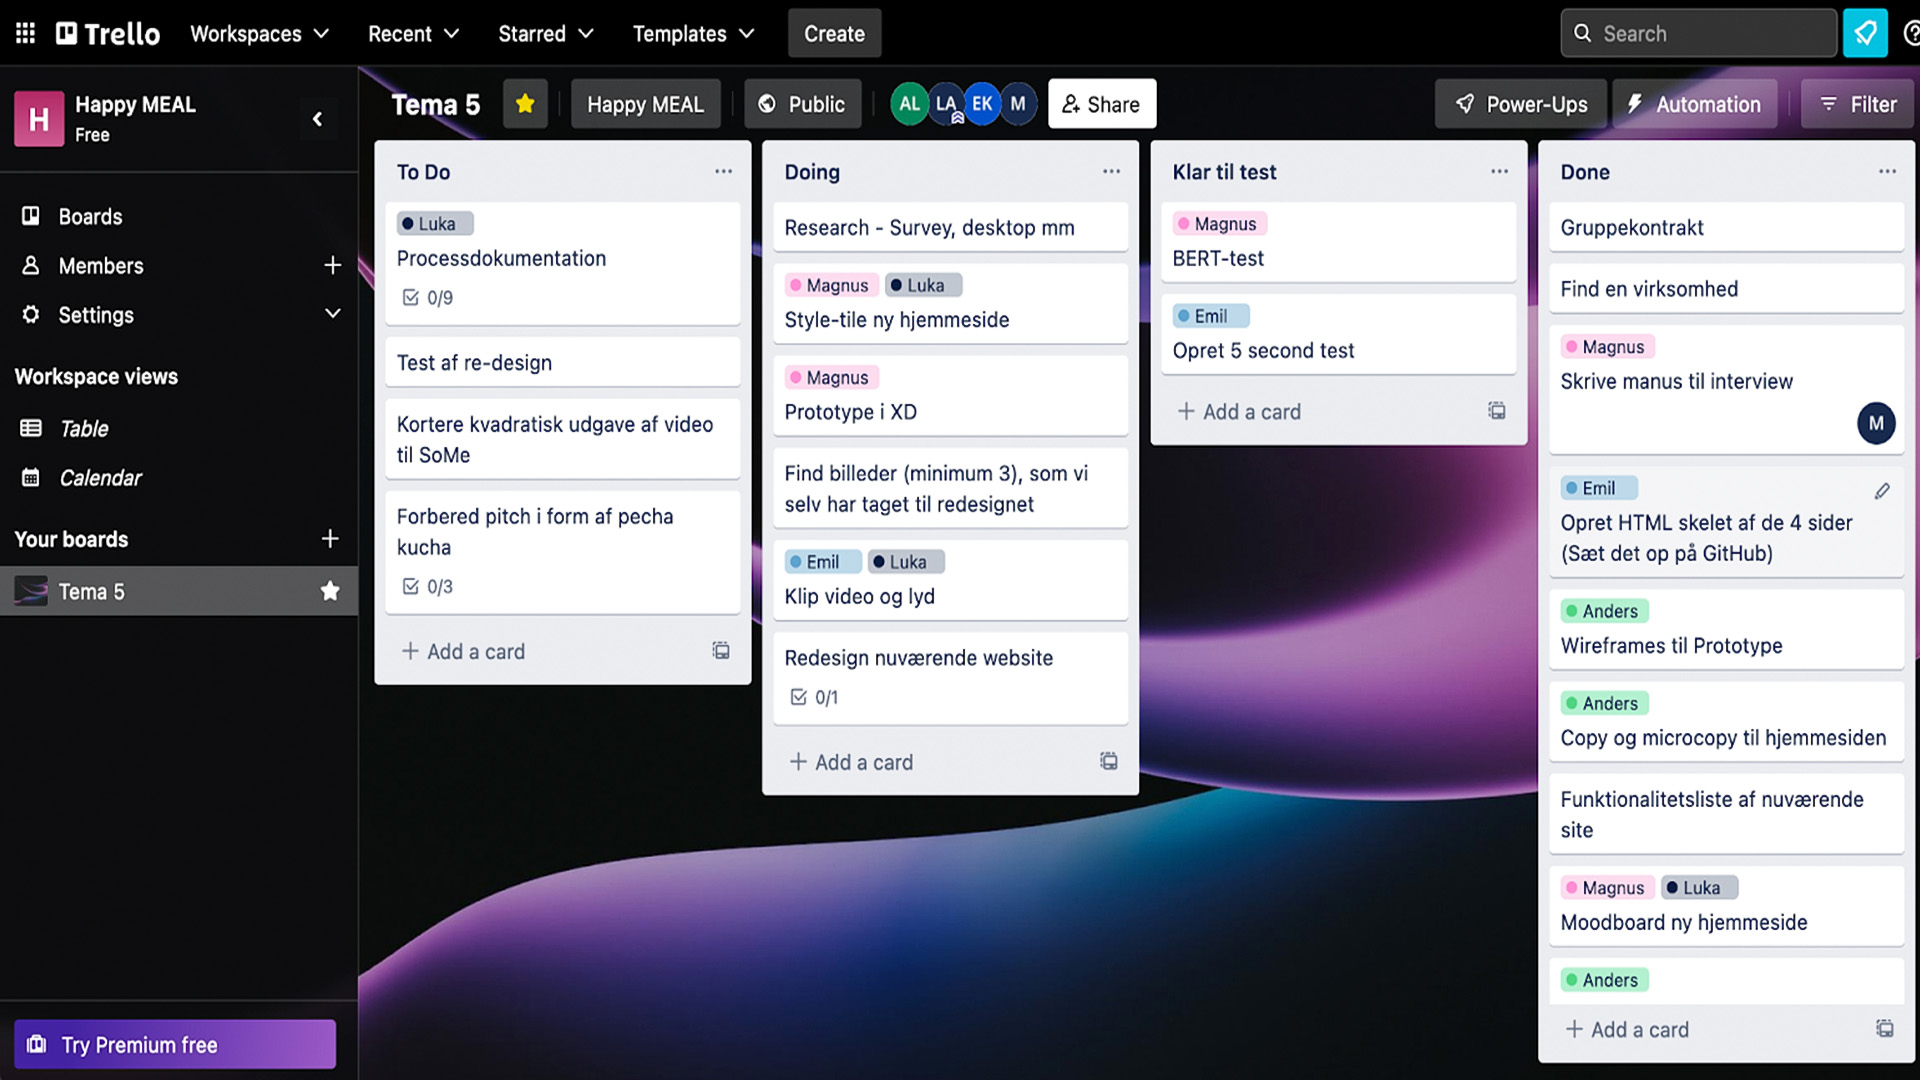 Trello
Workspaces
Recent
Starred
Templates
Create
Search
H
Happy MEAL
Free
Boards
Members
Settings
Workspace views
Table
Calendar
Your boards
Tema 5
Try Premium free
Tema 5
Happy MEAL
Public
AL
LA
EK
M
Share
Power-Ups
Automation
Filter
To Do
Luka
Processdokumentation
0/9
Test af re-design
Kortere kvadratisk udgave af video
til SoMe
Forbered pitch i form af pecha
kucha
0/3
Add a card
Doing
Research - Survey, desktop mm
Magnus Luka
Style-tile ny hjemmeside
Magnus
Prototype i XD
Find billeder (minimum 3), som vi
selv har taget til redesignet
Emil Luka
Klip video og lyd
Redesign nuværende website
0/1
Add a card
Klar til test
Magnus
BERT-test
Emil
Opret 5 second test
Add a card
Done
Gruppekontrakt
Find en virksomhed
Magnus
Skrive manus til interview
M
Emil
Opret HTML skelet af de 4 sider
(Sæt det op på GitHub)
Anders
Wireframes til Prototype
Anders
Copy og microcopy til hjemmesiden
Funktionalitetsliste af nuværende
site
Magnus Luka
Moodboard ny hjemmeside
Anders
Add a card